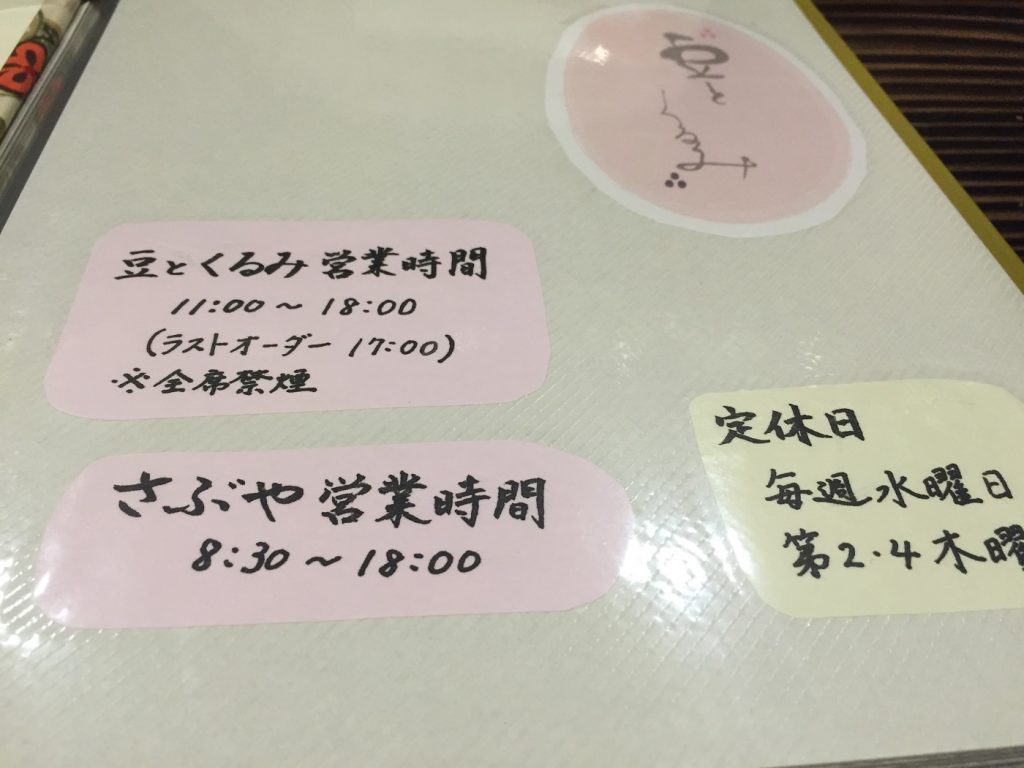 豆と
くるみ
豆とくるみ 営業時間
11:00～18:00
(ラストオーダー 17:00)
※全席禁煙
さぶや 営業時間
8:30～18:00
定休日
毎週水曜日
第2・4木曜